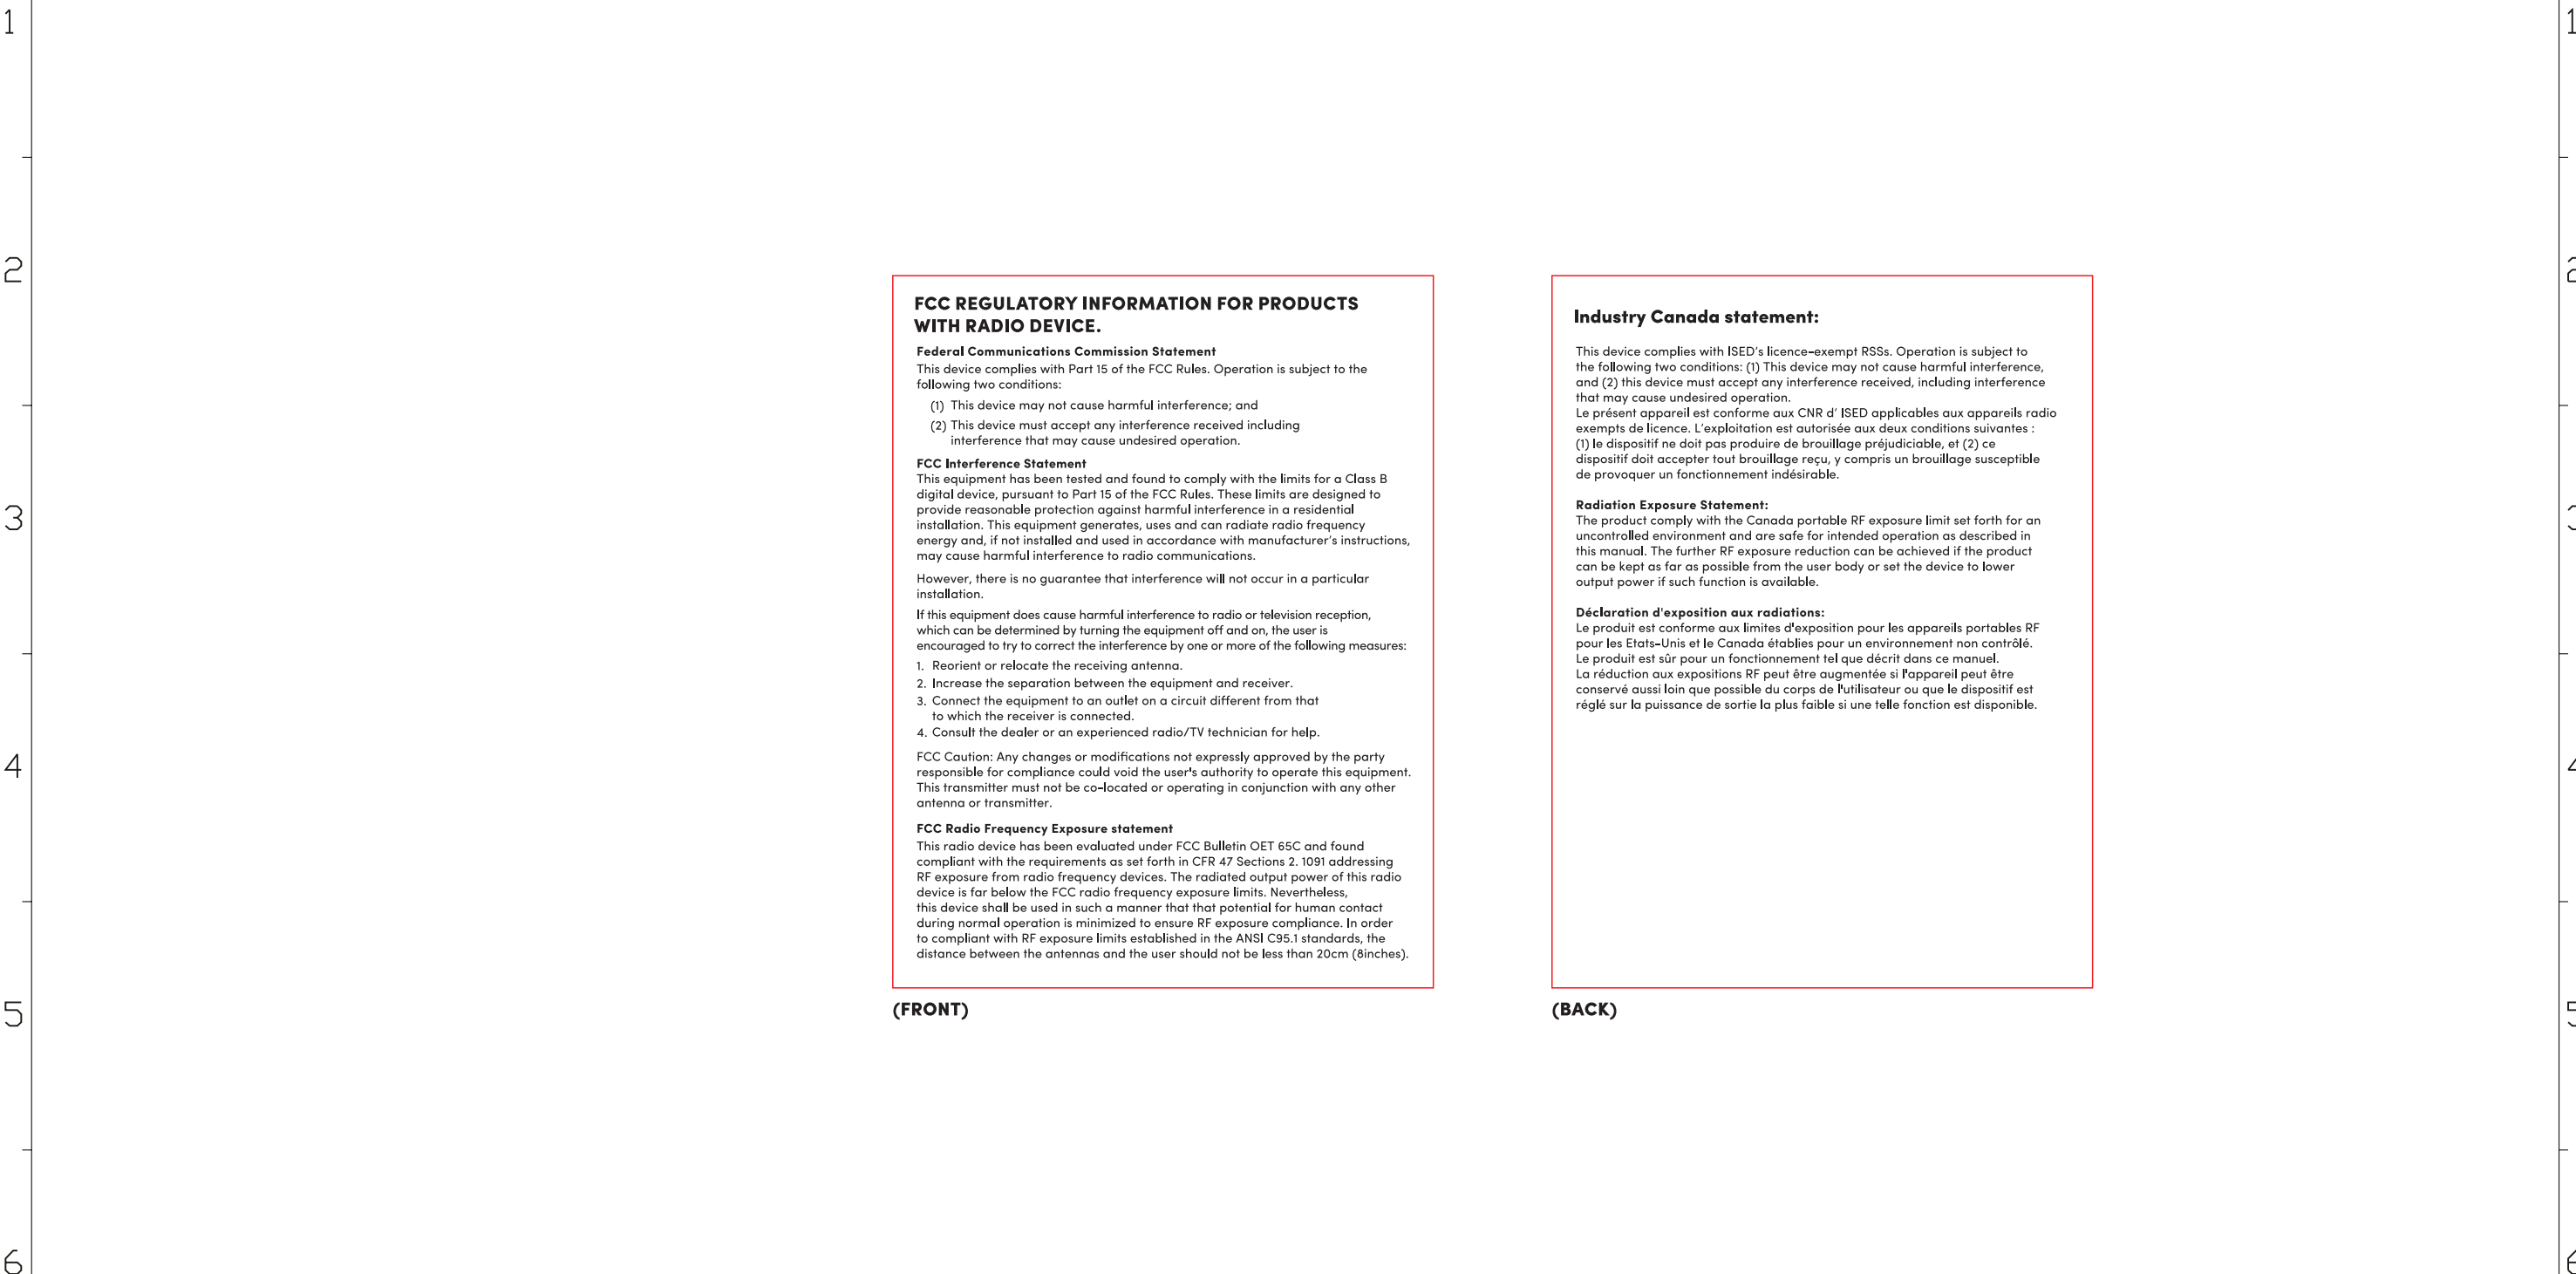 1
1
2
2
3
3
4
4
5
5
6
6
FCC REGULATORY INFORMATION FOR PRODUCTS
WITH RADIO DEVICE.
Federal Communications Commission Statement
This device complies with Part 15 of the FCC Rules. Operation is subject to the
following two conditions:
(1) This device may not cause harmful interference; and
(2) This device must accept any interference received including
interference that may cause undesired operation.
FCC Interference Statement
This equipment has been tested and found to comply with the limits for a Class B
digital device, pursuant to Part 15 of the FCC Rules. These limits are designed to
provide reasonable protection against harmful interference in a residential
installation. This equipment generates, uses and can radiate radio frequency
energy and, if not installed and used in accordance with manufacturer's instructions,
may cause harmful interference to radio communications.
However, there is no guarantee that interference will not occur in a particular
installation.
If this equipment does cause harmful interference to radio or television reception,
which can be determined by turning the equipment off and on, the user is
encouraged to try to correct the interference by one or more of the following measures:
1. Reorient or relocate the receiving antenna.
2. Increase the separation between the equipment and receiver.
3. Connect the equipment to an outlet on a circuit different from that
to which the receiver is connected.
4. Consult the dealer or an experienced radio/TV technician for help.
FCC Caution: Any changes or modifications not expressly approved by the party
responsible for compliance could void the user's authority to operate this equipment.
This transmitter must not be co-located or operating in conjunction with any other
antenna or transmitter.
FCC Radio Frequency Exposure statement
This radio device has been evaluated under FCC Bulletin OET 65C and found
compliant with the requirements as set forth in CFR 47 Sections 2. 1091 addressing
RF exposure from radio frequency devices. The radiated output power of this radio
device is far below the FCC radio frequency exposure limits. Nevertheless,
this device shall be used in such a manner that that potential for human contact
during normal operation is minimized to ensure RF exposure compliance. In order
to compliant with RF exposure limits established in the ANSI C95.1 standards, the
distance between the antennas and the user should not be less than 20cm (8inches).
(FRONT)
Industry Canada statement:
This device complies with ISED's licence-exempt RSSs. Operation is subject to
the following two conditions: (1) This device may not cause harmful interference,
and (2) this device must accept any interference received, including interference
that may cause undesired operation.
Le présent appareil est conforme aux CNR d' ISED applicables aux appareils radio
exempts de licence. L'exploitation est autorisée aux deux conditions suivantes :
(1) le dispositif ne doit pas produire de brouillage préjudiciable, et (2) ce
dispositif doit accepter tout brouillage reçu, y compris un brouillage susceptible
de provoquer un fonctionnement indésirable.
Radiation Exposure Statement:
The product comply with the Canada portable RF exposure limit set forth for an
uncontrolled environment and are safe for intended operation as described in
this manual. The further RF exposure reduction can be achieved if the product
can be kept as far as possible from the user body or set the device to lower
output power if such function is available.
Déclaration d'exposition aux radiations:
Le produit est conforme aux limites d'exposition pour les appareils portables RF
pour les Etats-Unis et le Canada établies pour un environnement non contrôlé.
Le produit est sûr pour un fonctionnement tel que décrit dans ce manuel.
La réduction aux expositions RF peut être augmentée si l'appareil peut être
conservé aussi loin que possible du corps de l'utilisateur ou que le dispositif est
réglé sur la puissance de sortie la plus faible si une telle fonction est disponible.
(BACK)